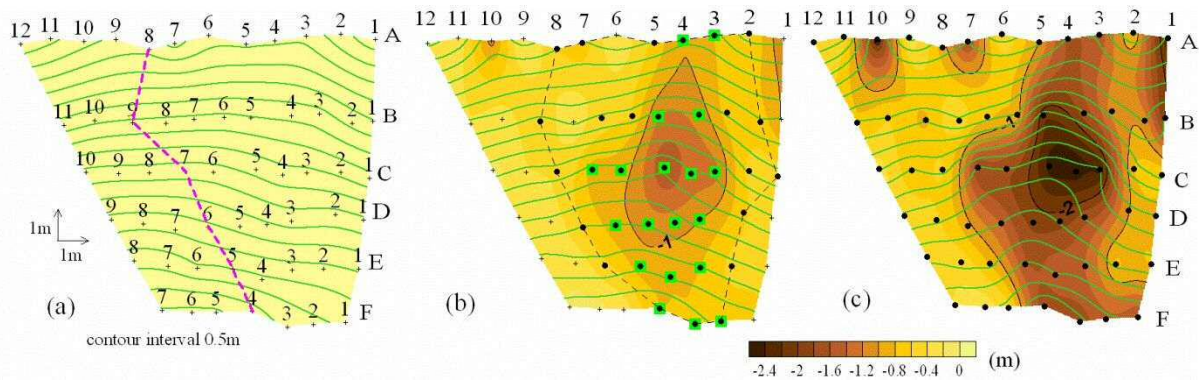 12 11 10 9 8 7 6 5 4 3 2 1 A
11 10 9 8 7 6 5 4 3 2 1 B
10 9 8 7 6 5 4 3 2 1 C
9 8 7 6 5 4 3 2 1 D
8 7 6 5 4 3 2 1 E
7 6 5 4 3 2 1 F
1m
1m
(a)
contour interval 0.5m
12 11 10 9 8 7 6 5 4 3 2 1
-1
(b)
12 11 10 9 8 7 6 5 4 3 2 1
A
B
C
D
E
F
-1
-2
(c)
-2.4 -2 -1.6 -1.2 -0.8 -0.4 0
(m)